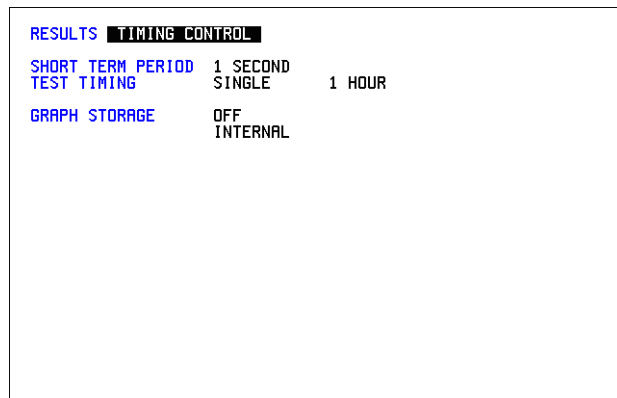 RESULTS TIMING CONTROL
SHORT TERM PERIOD 1 SECOND
TEST TIMING SINGLE 1 HOUR
GRAPH STORAGE OFF
INTERNAL